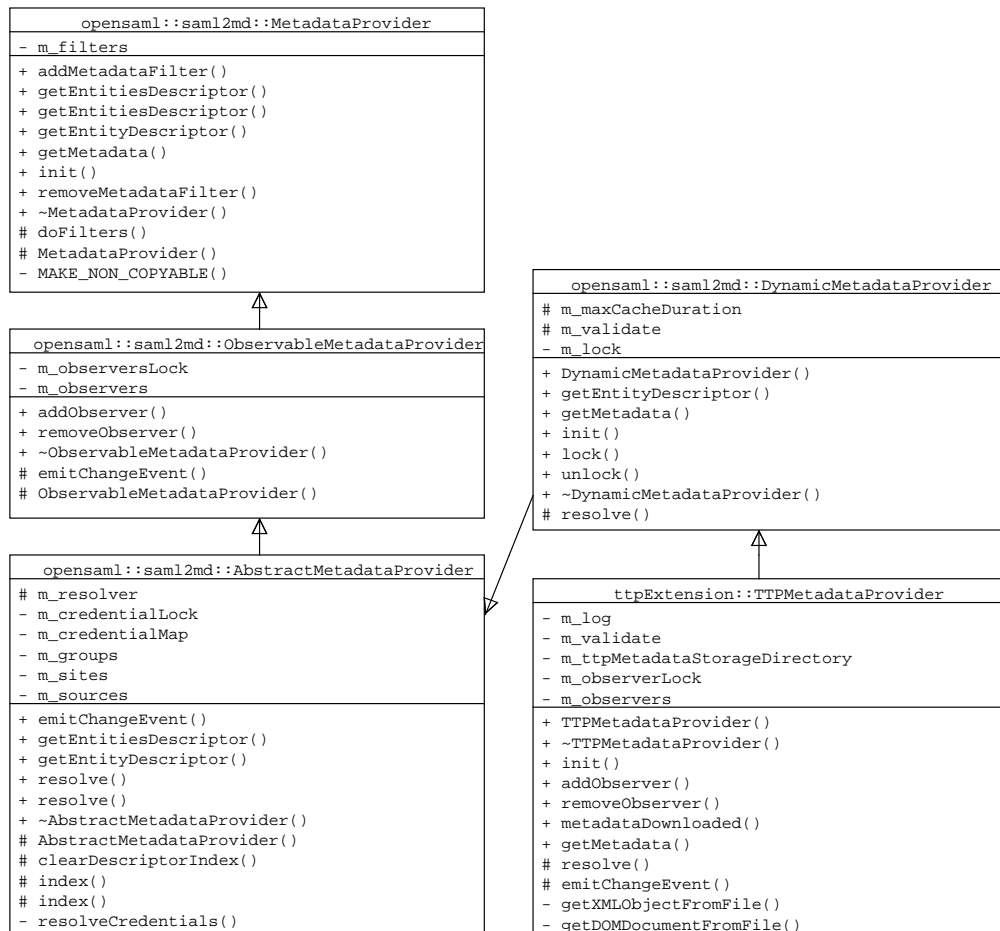 opensaml::saml2md::MetadataProvider
- m_filters
+ addMetadataFilter()
+ getEntitiesDescriptor()
+ getEntitiesDescriptor()
+ getEntityDescriptor()
+ getMetadata()
+ init()
+ removeMetadataFilter()
+ ~MetadataProvider()
# doFilters()
# MetadataProvider()
- MAKE_NON_COPYABLE()
opensaml::saml2md::ObservableMetadataProvider
- m_observersLock
- m_observers
+ addObserver()
+ removeObserver()
+ ~ObservableMetadataProvider()
# emitChangeEvent()
# ObservableMetadataProvider()
opensaml::saml2md::AbstractMetadataProvider
# m_resolver
- m_credentialLock
- m_credentialMap
- m_groups
- m_sites
- m_sources
+ emitChangeEvent()
+ getEntitiesDescriptor()
+ getEntityDescriptor()
+ resolve()
+ resolve()
+ ~AbstractMetadataProvider()
# AbstractMetadataProvider()
# clearDescriptorIndex()
# index()
# index()
- resolveCredentials()
opensaml::saml2md::DynamicMetadataProvider
# m_maxCacheDuration
# m_validate
- m_lock
+ DynamicMetadataProvider()
+ getEntityDescriptor()
+ getMetadata()
+ init()
+ lock()
+ unlock()
+ ~DynamicMetadataProvider()
# resolve()
ttpExtension::TTPMetadataProvider
- m_log
- m_validate
- m_ttpMetadataStorageDirectory
- m_observerLock
- m_observers
+ TTPMetadataProvider()
+ ~TTPMetadataProvider()
+ init()
+ addObserver()
+ removeObserver()
+ metadataDownloaded()
+ getMetadata()
# resolve()
# emitChangeEvent()
- getXMLObjectFromFile()
- getDOMDocumentFromFile()